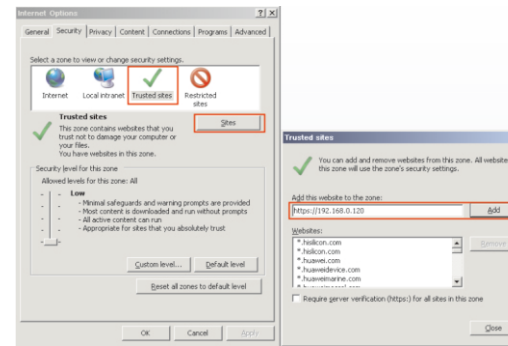 Internet Options
General Security Privacy Content Connections Programs Advanced
Select a zone to view or change security settings.
Internet Local intranet Trusted sites Restricted
sites
Trusted sites
This zone contains websites that you
trust not to damage your computer or
your files.
You have websites in this zone.
Sites
Security level for this zone
Allowed levels for this zone: All
Low
- Minimal safeguards and warning prompts are provided
- Most content is downloaded and run without prompts
- All active content can run
- Appropriate for sites that you absolutely trust
Custom level... Default level
Reset all zones to default level
OK Cancel Apply
Trusted sites
You can add and remove websites from this zone. All website
this zone will use the zone's security settings.
Add this website to the zone:
https://192.168.0.120 Add
Websites:
*.hisilicon.com Remove
*.hisilicon.com
*.huawei.com
*.huaweidevice.com
*.huaweimarine.com
Require server verification (https:) for all sites in this zone
Close